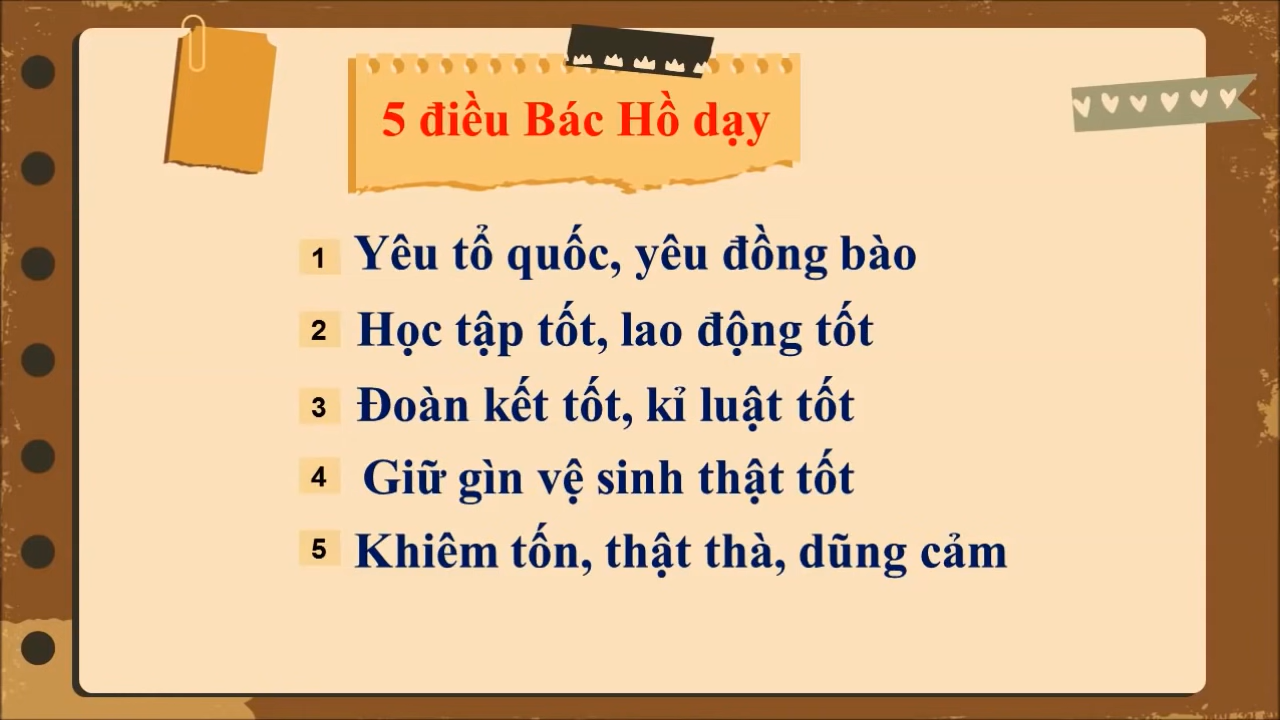 5 điều Bác Hồ dạy
1 Yêu tổ quốc, yêu đồng bào
2 Học tập tốt, lao động tốt
3 Đoàn kết tốt, kỉ luật tốt
4 Giữ gìn vệ sinh thật tốt
5 Khiêm tốn, thật thà, dũng cảm